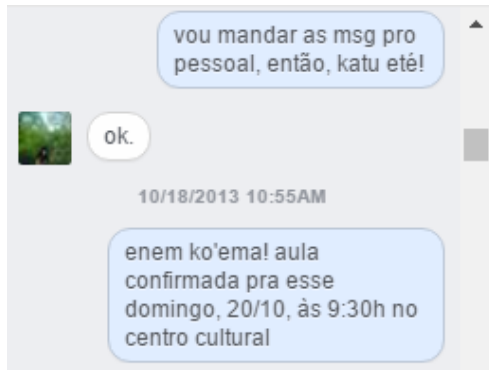 vou mandar as msg pro
pessoal, então, katu eté!
ok.
10/18/2013 10:55AM
enem ko'ema! aula
confirmada pra esse
domingo, 20/10, às 9:30h no
centro cultural